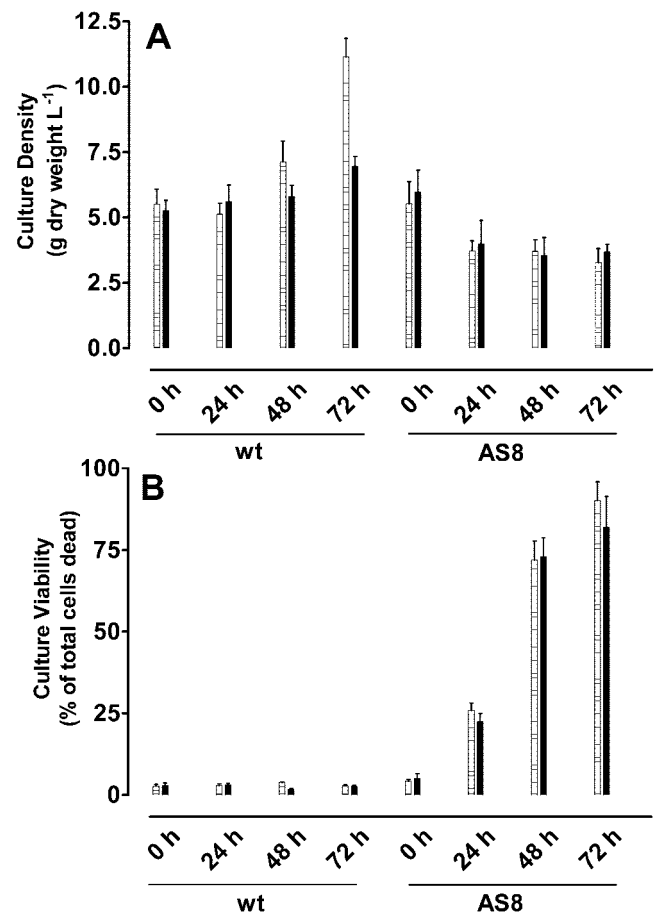 A
Culture Density
(g dry weight L⁻¹)
12.5
10.0
7.5
5.0
2.5
0.0
0 h 24 h 48 h 72 h 0 h 24 h 48 h 72 h
wt AS8
B
Culture Viability
(% of total cells dead)
100
75
50
25
0
0 h 24 h 48 h 72 h 0 h 24 h 48 h 72 h
wt AS8